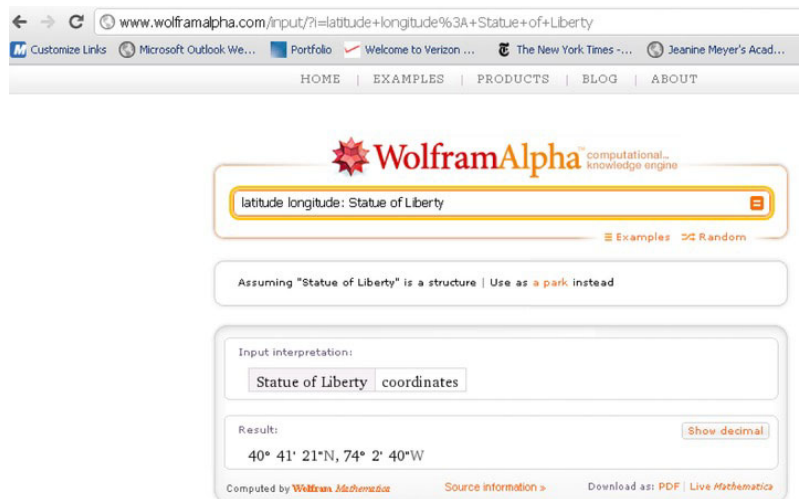 www.wolframalpha.com/input/?i=latitude+longitude%3A+Statue+of+Liberty
Customize Links Microsoft Outlook We... Portfolio Welcome to Verizon ... The New York Times -... Jeanine Meyer's Acad...
HOME | EXAMPLES | PRODUCTS | BLOG | ABOUT
WolframAlpha computational... knowledge engine
latitude longitude: Statue of Liberty
Examples Random
Assuming "Statue of Liberty" is a structure | Use as a park instead
Input interpretation:
Statue of Liberty coordinates
Result: Show decimal
40° 41' 21"N, 74° 2' 40"W
Computed by Wolfram Mathematica Source information » Download as: PDF | Live Mathematica